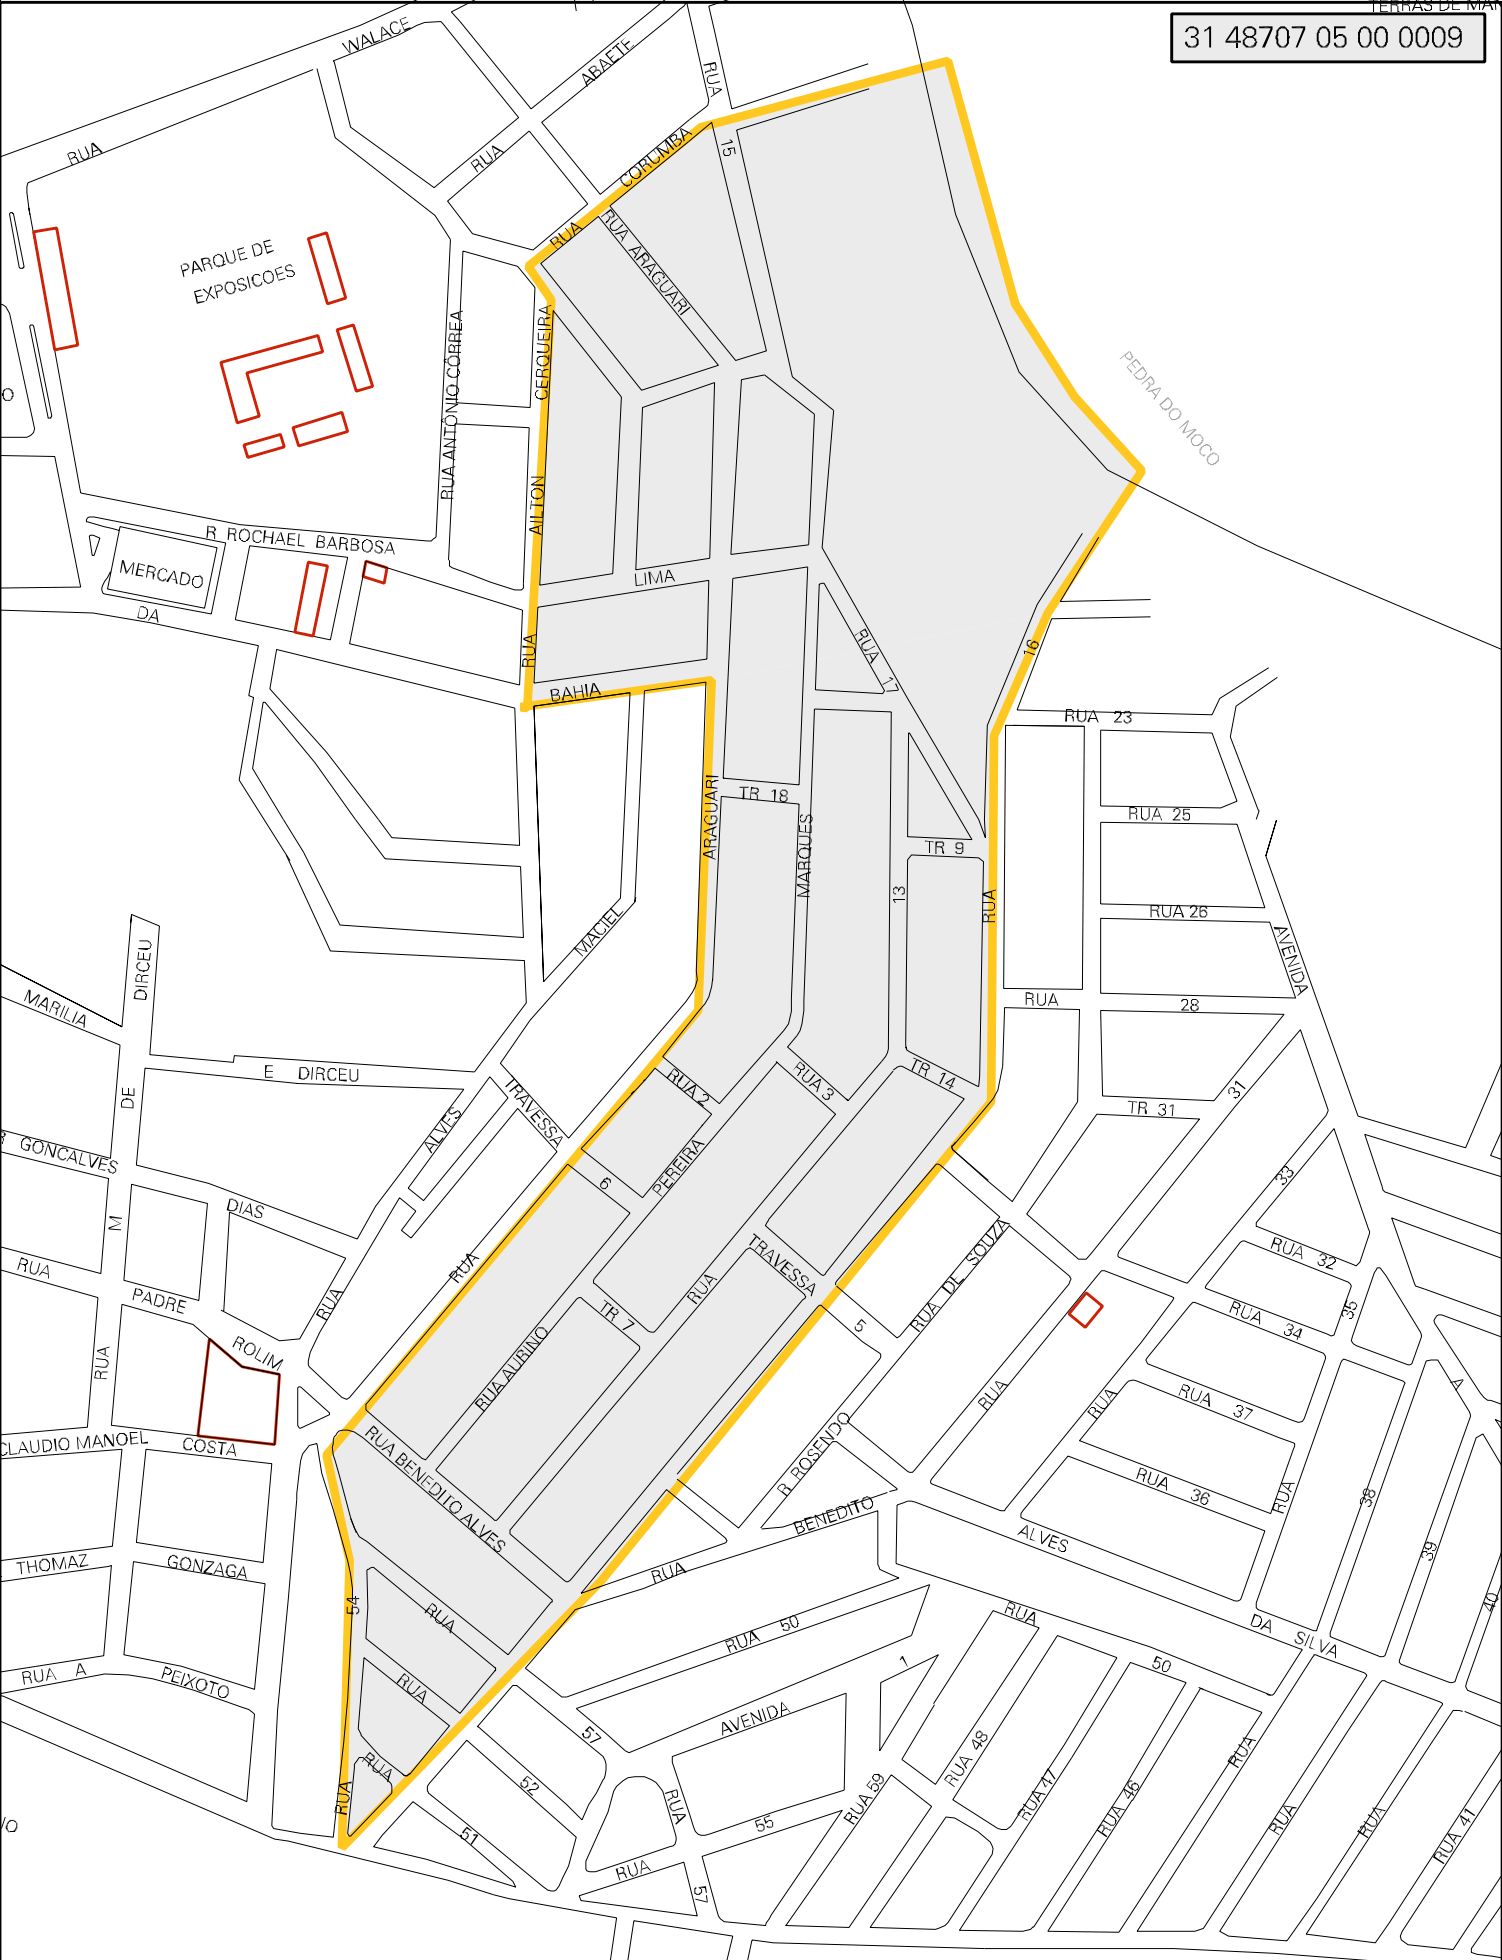 TERRAS DE MAN
31 48707 05 00 0009
WALACE
ABAETE
RUA
RUA
RUA
15
CORUMBA
RUA
RUA ARAGUARI
PARQUE DE
EXPOSICOES
RUA ANTÔNIO CÔRREA
CERQUEIRA
AILTON
RUA
PEDRA DO MOCO
O
R ROCHAEL BARBOSA
MERCADO
DA
LIMA
BAHIA
RUA 17
16
RUA 23
TR 18
ARAGUARI
MARQUES
RUA 25
TR 9
13
RUA
RUA 26
MACIEL
AVENIDA
DIRCEU
MARILIA
RUA
28
E DIRCEU
DE
RUA 2
RUA 3
TR 14
31
TR 31
TRAVESSA
ALVES
R GONCALVES
PEREIRA
6
33
M
DIAS
RUA
RUA
PADRE
RUA
ROLIM
RUA
TRAVESSA
RUA
RUA DE SOUZA
RUA 32
35
RUA 34
TR 7
5
RUA AURINO
RUA
RUA
RUA 37
A
CLAUDIO MANOEL COSTA
RUA BENEDITO ALVES
R ROSENDO
BENEDITO
RUA 36
RUA
38
ALVES
39
40
THOMAZ GONZAGA
RUA
54
RUA
RUA
RUA 50
DA SILVA
RUA
50
RUA A
PEIXOTO
RUA
1
AVENIDA
57
RUA
RUA
52
51
RUA 48
RUA 47
RUA 46
RUA
RUA
RUA
RUA 41
RUA 59
RUA
55
RUA
57
VO